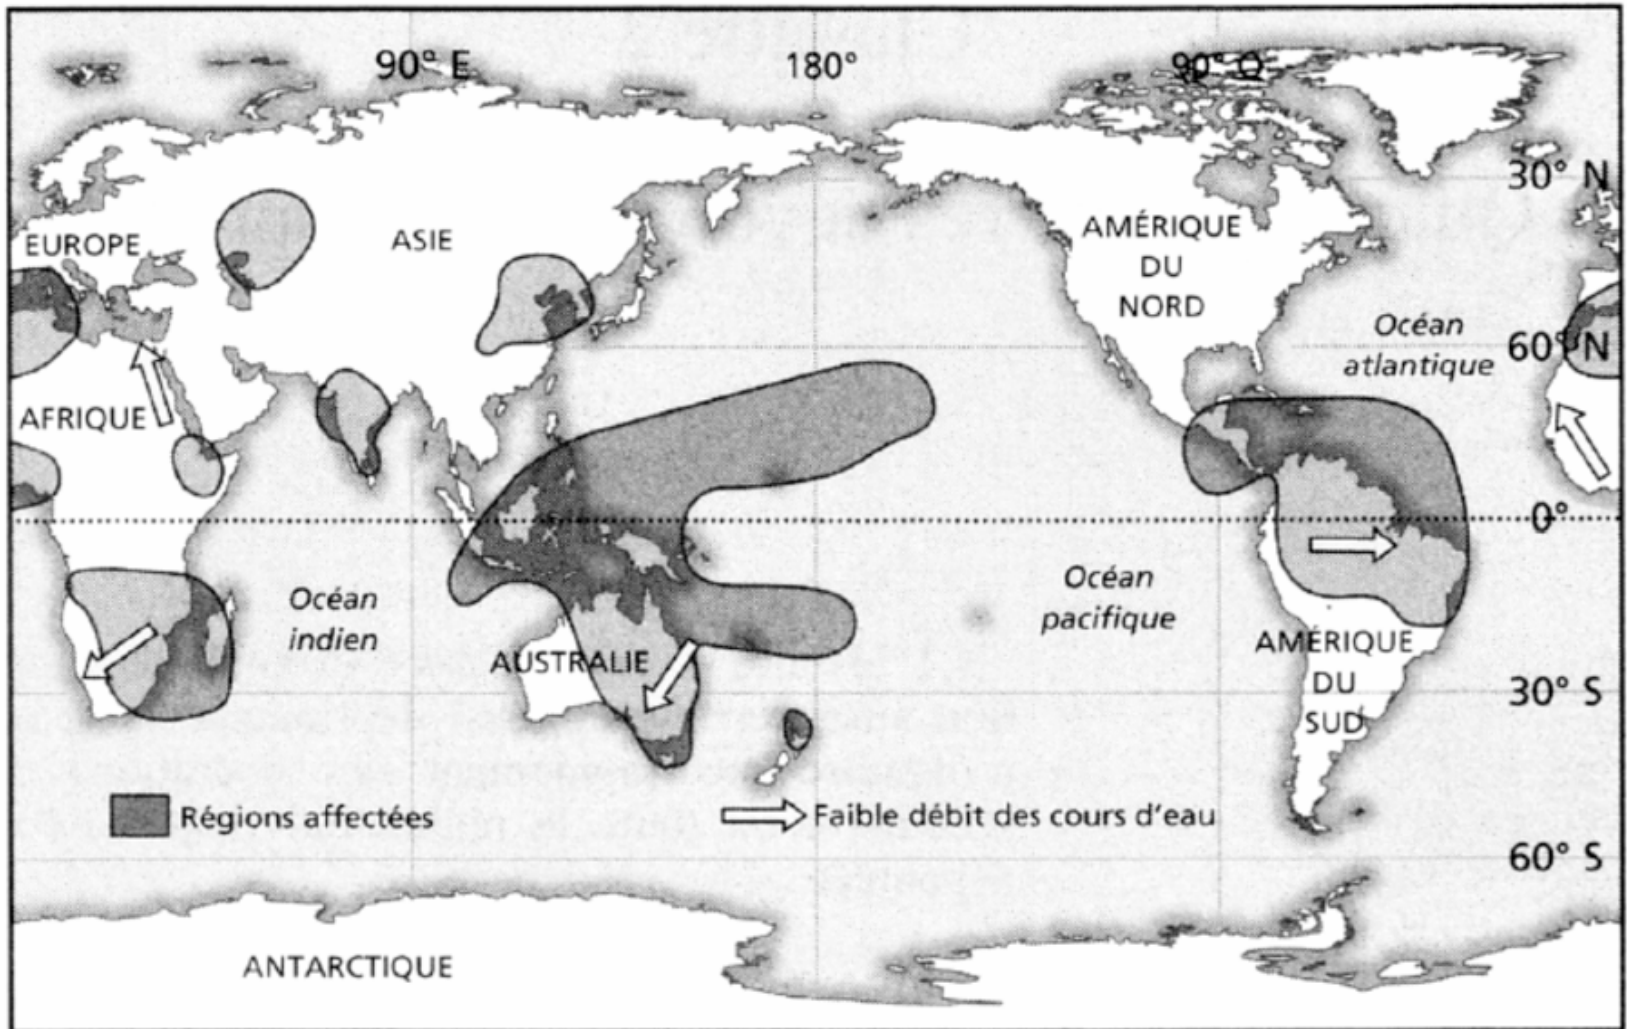 90° E
180°
90° O
30° N
EUROPE
ASIE
AMÉRIQUE
DU
NORD
Océan
atlantique
60° N
AFRIQUE
0°
Océan
indien
Océan
pacifique
AUSTRALIE
AMÉRIQUE
DU
SUD
30° S
Régions affectées
Faible débit des cours d'eau
60° S
ANTARCTIQUE